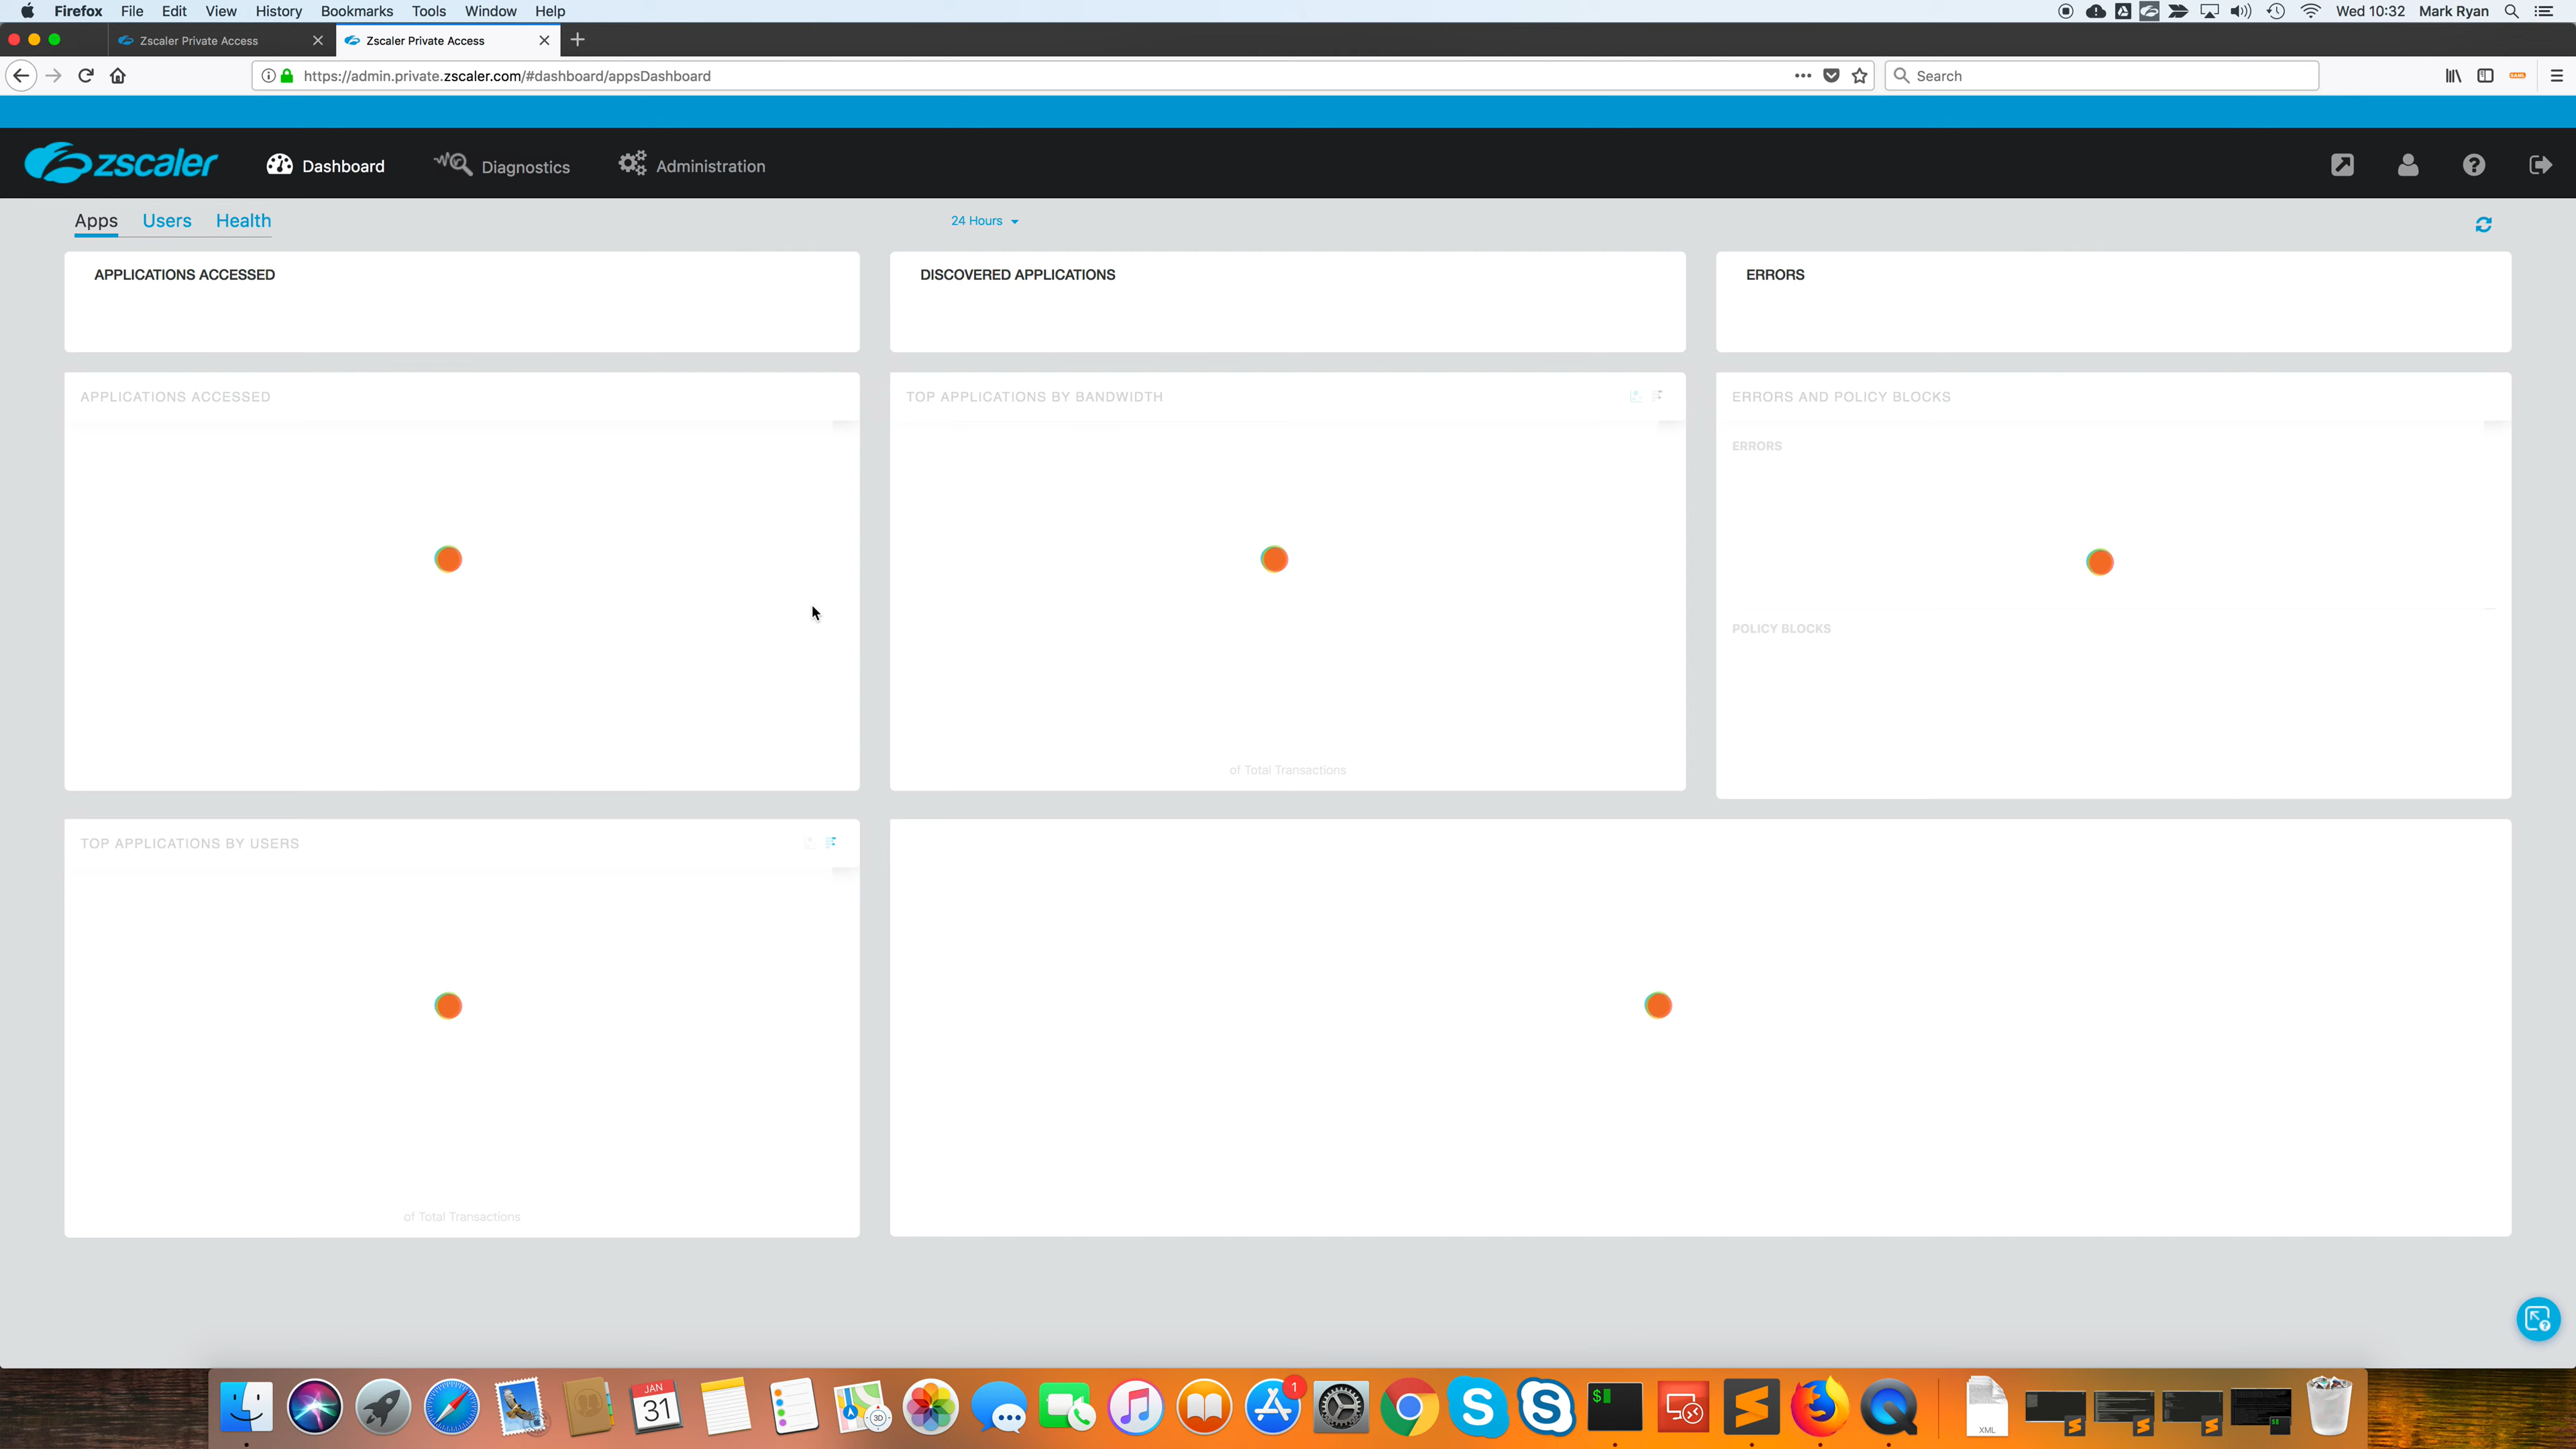 Firefox File Edit View History Bookmarks Tools Window Help Wed 10:32 Mark Ryan
Zscaler Private Access Zscaler Private Access
https://admin.private.zscaler.com/#dashboard/appsDashboard Search
zscaler Dashboard Diagnostics Administration
Apps Users Health 24 Hours
APPLICATIONS ACCESSED DISCOVERED APPLICATIONS ERRORS
APPLICATIONS ACCESSED TOP APPLICATIONS BY BANDWIDTH ERRORS AND POLICY BLOCKS
ERRORS
POLICY BLOCKS
of Total Transactions
TOP APPLICATIONS BY USERS
of Total Transactions
JAN
31
3D
1
S
S
$
XML